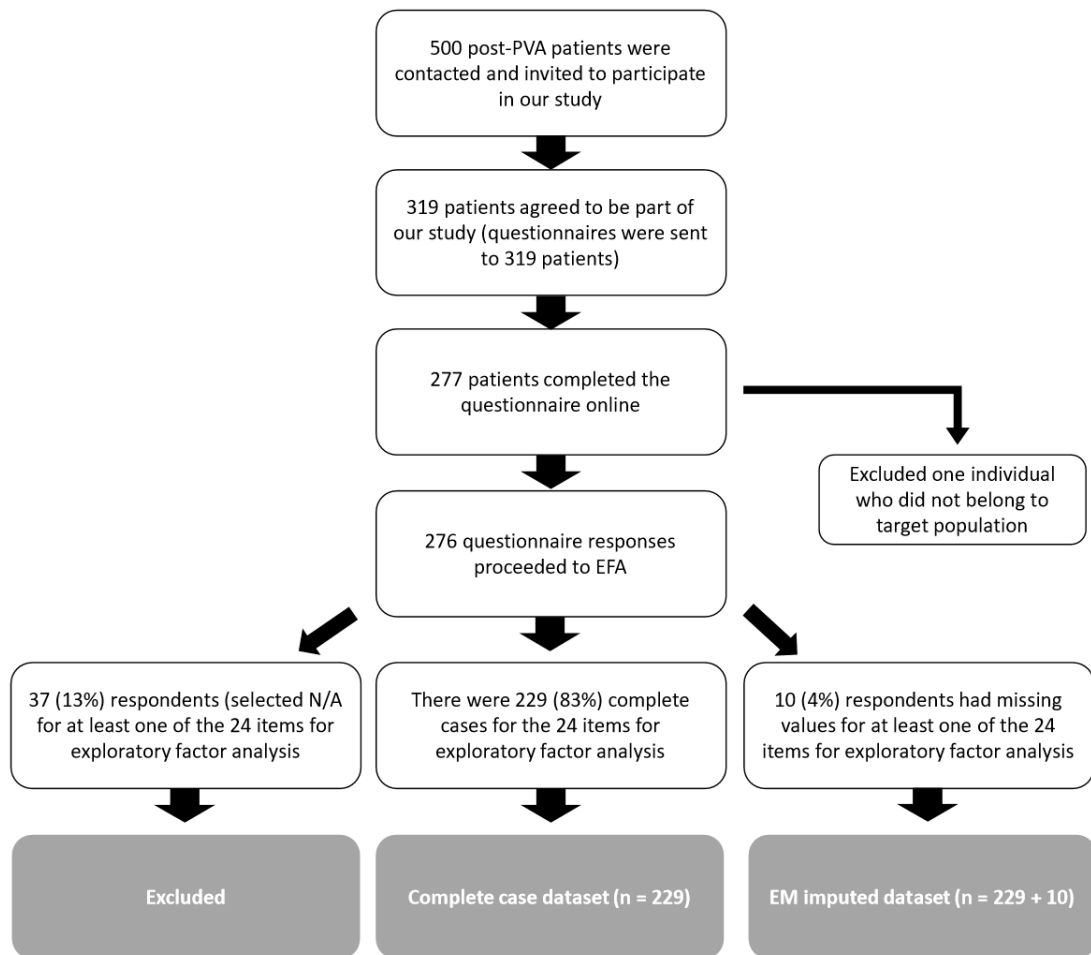 500 post-PVA patients were
contacted and invited to participate
in our study
319 patients agreed to be part of
our study (questionnaires were sent
to 319 patients)
277 patients completed the
questionnaire online
Excluded one individual
who did not belong to
target population
276 questionnaire responses
proceeded to EFA
37 (13%) respondents (selected N/A
for at least one of the 24 items for
exploratory factor analysis
There were 229 (83%) complete
cases for the 24 items for
exploratory factor analysis
10 (4%) respondents had missing
values for at least one of the 24
items for exploratory factor analysis
Excluded
Complete case dataset (n = 229)
EM imputed dataset (n = 229 + 10)